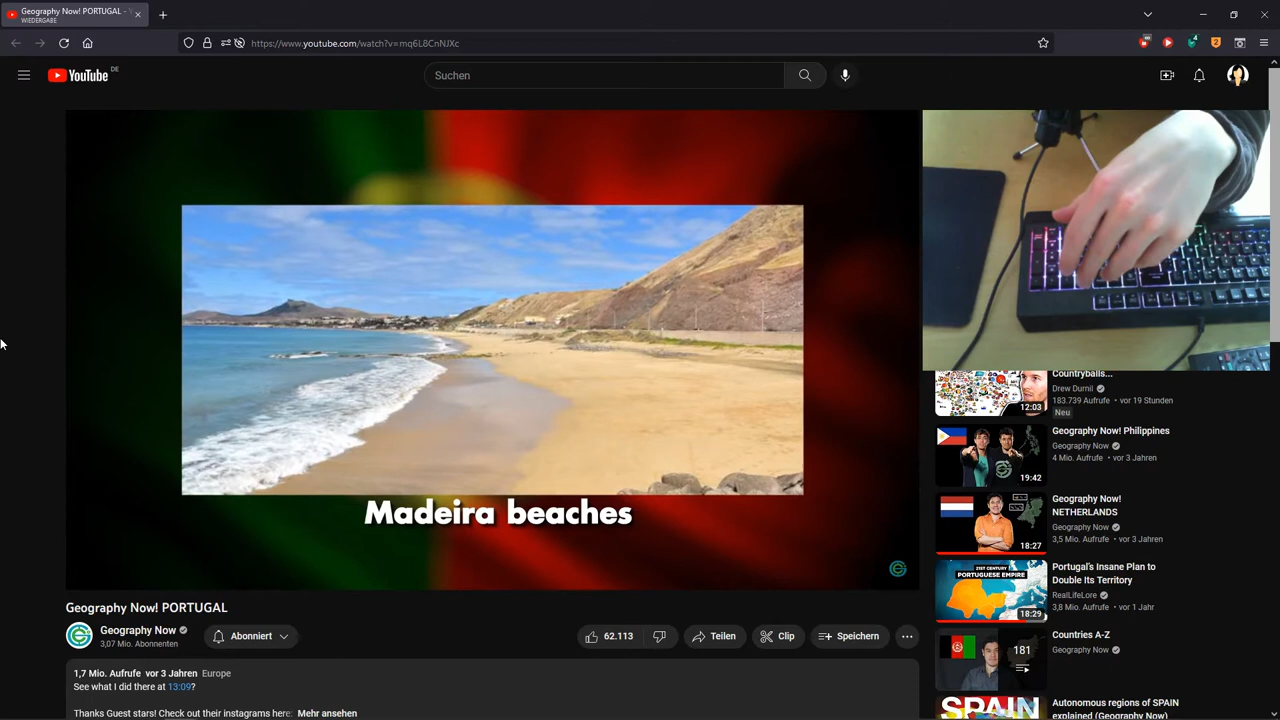 Geography Now! PORTUGAL - Y
WIEDERGABE
https://www.youtube.com/watch?v=mq6L8CnNJXc
YouTube DE
Suchen
Madeira beaches
Geography Now! PORTUGAL
Geography Now
3,07 Mio. Abonnenten
Abonniert
62.113
Teilen
Clip
Speichern
1,7 Mio. Aufrufe vor 3 Jahren Europe
See what I did there at 13:09?
Thanks Guest stars! Check out their instagrams here: Mehr ansehen
Countryballs...
Drew Durnil
183.739 Aufrufe • vor 19 Stunden
Neu
12:03
Geography Now! Philippines
Geography Now
4 Mio. Aufrufe • vor 3 Jahren
19:42
Geography Now!
NETHERLANDS
Geography Now
3,5 Mio. Aufrufe • vor 3 Jahren
18:27
21ST CENTURY
PORTUGUESE EMPIRE
18:29
Portugal's Insane Plan to
Double Its Territory
RealLifeLore
3,8 Mio. Aufrufe • vor 1 Jahr
181
Countries A-Z
Geography Now
SPAIN
Autonomous regions of SPAIN
explained (Geography Now!)